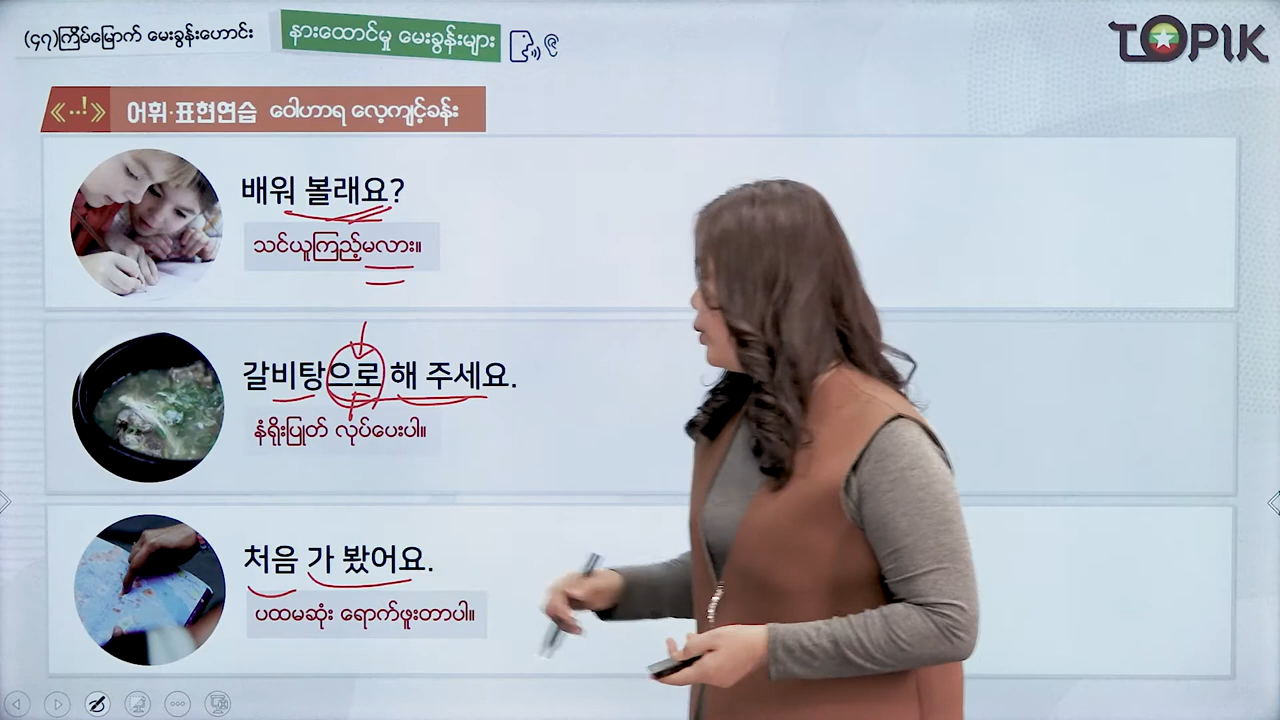 (၄၇)ကြိမ်မြောက် မေးခွန်းဟောင်း
နားထောင်မှု မေးခွန်းများ
TOPIK
어휘·표현연습 ဝေါဟာရ လေ့ကျင့်ခန်း
배워 볼래요?
သင်ယူကြည့်မလား။
갈비탕으로 해 주세요.
နံရိုးပြုတ် လုပ်ပေးပါ။
처음 가 봤어요.
ပထမဆုံး ရောက်ဖူးတာပါ။